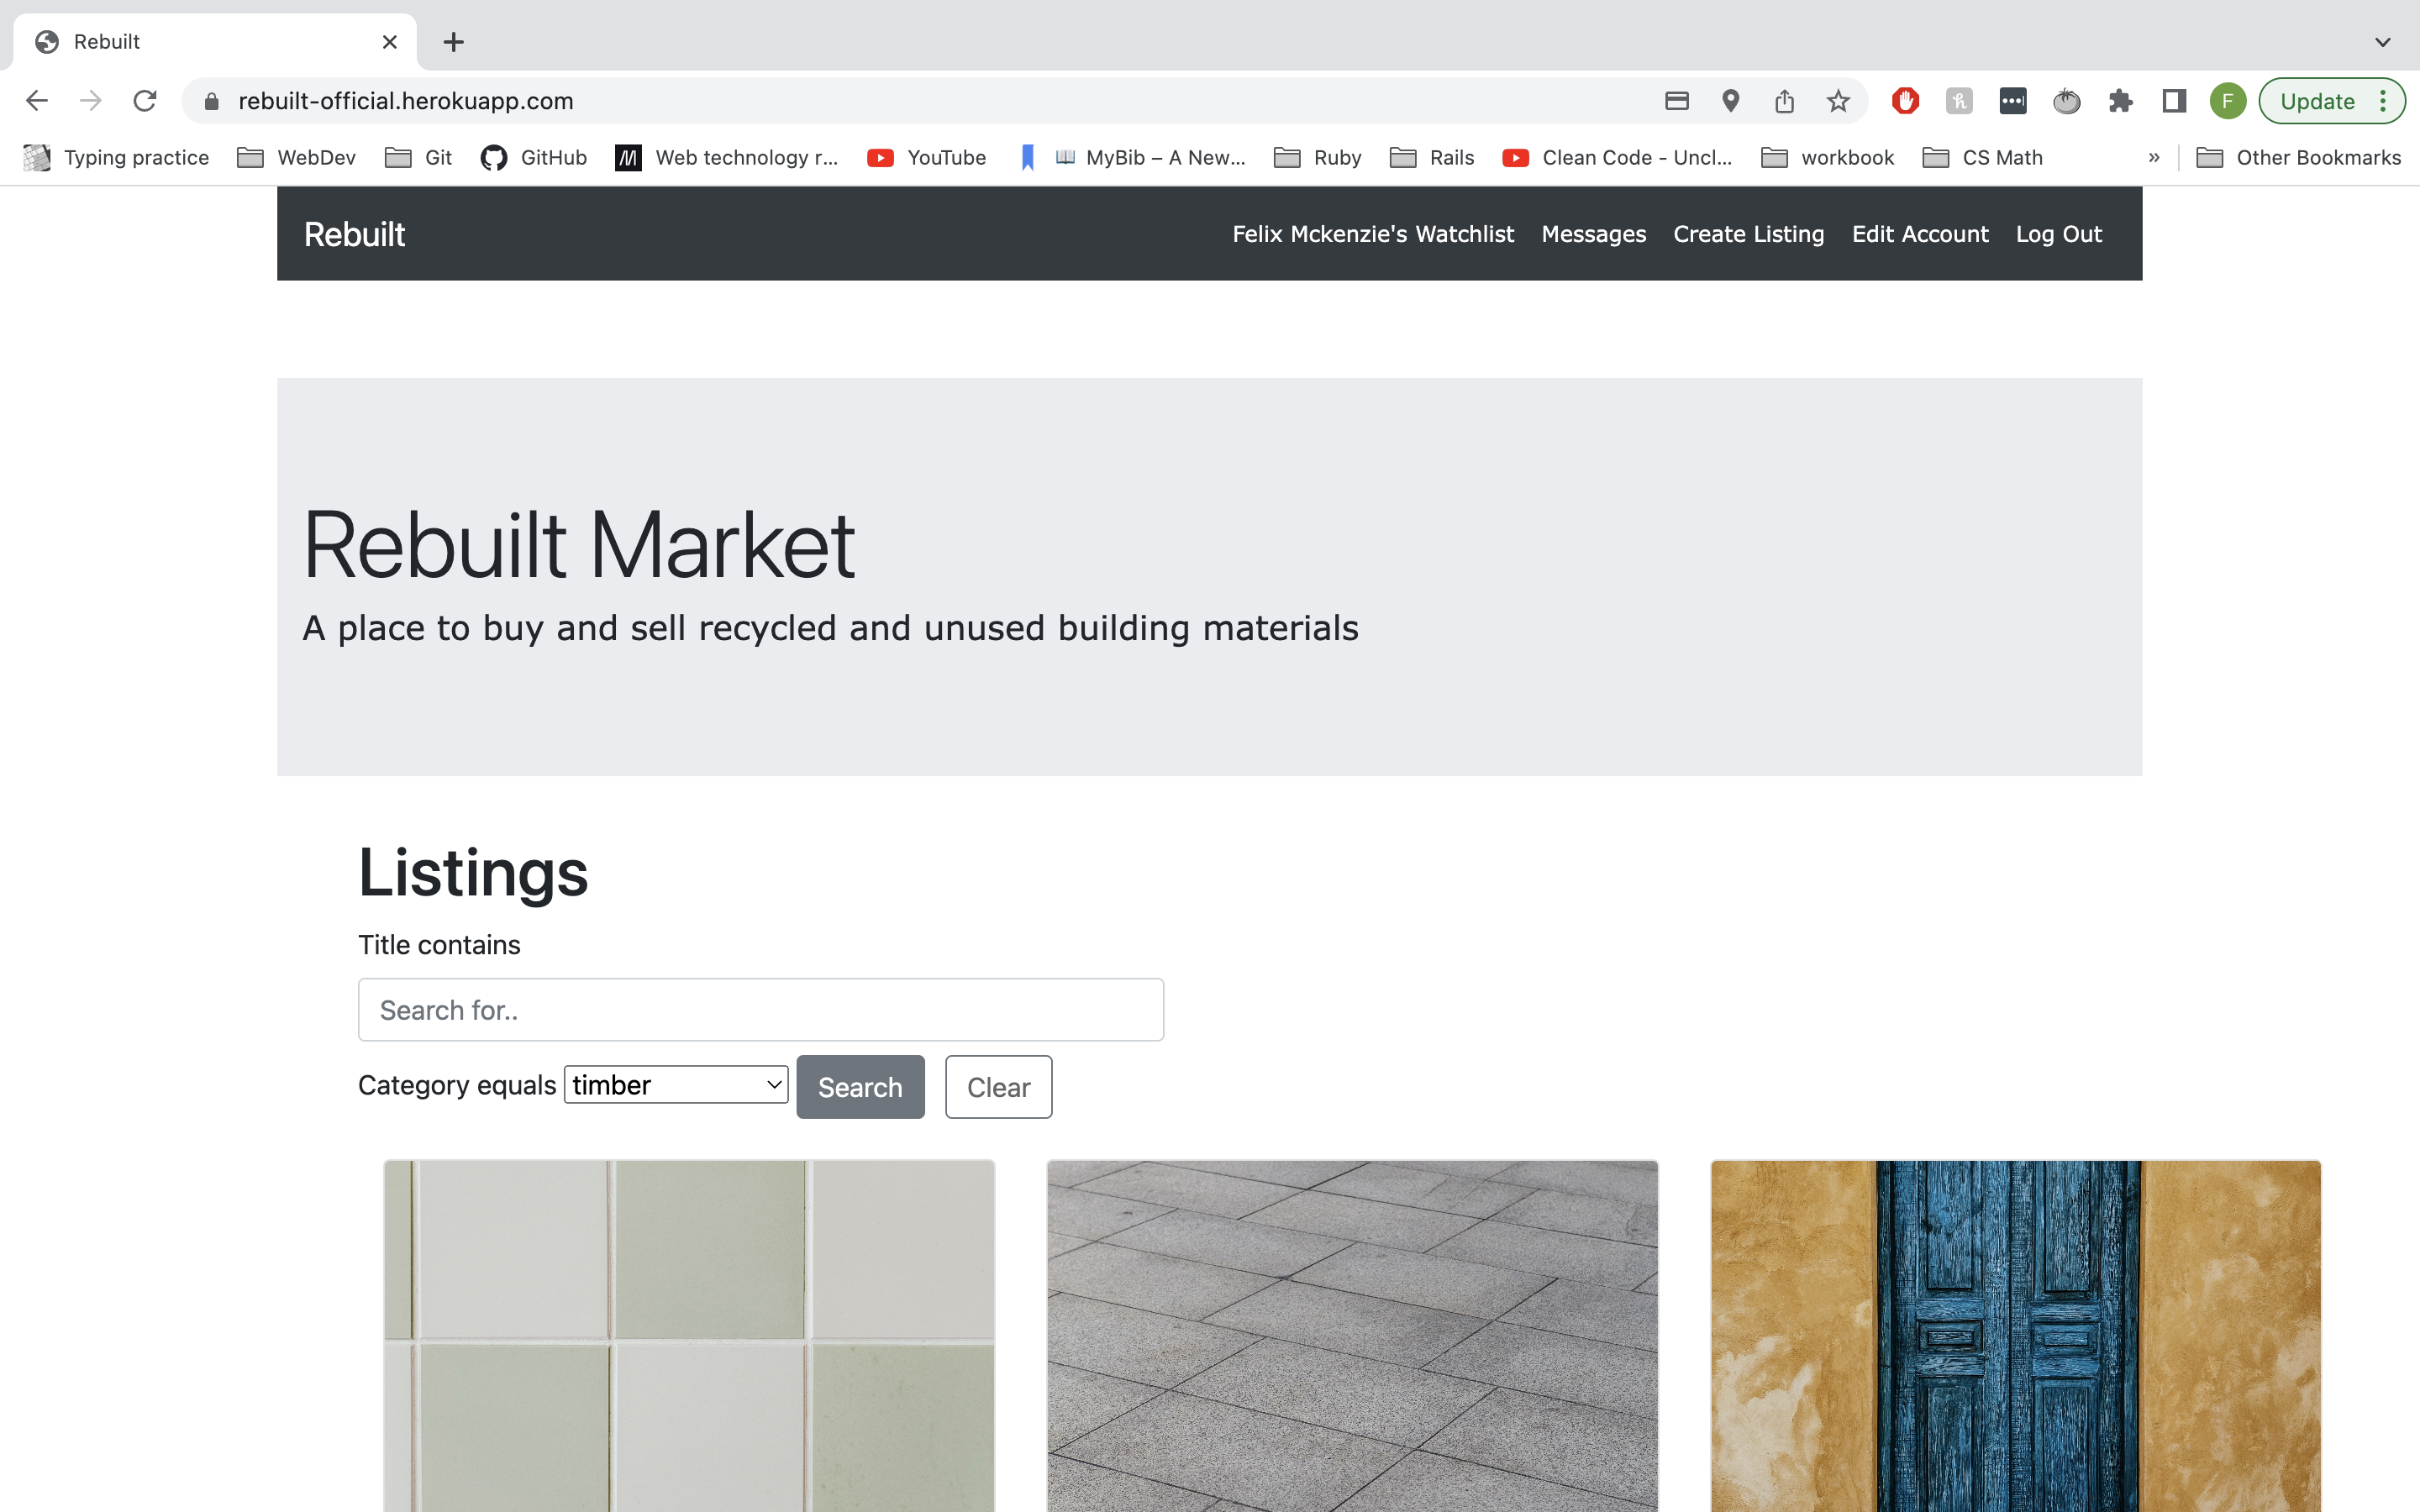 Rebuilt
rebuilt-official.herokuapp.com
F
Update
Typing practice
WebDev
Git
GitHub
Web technology r...
YouTube
MyBib – A New...
Ruby
Rails
Clean Code - Uncl...
workbook
CS Math
»
Other Bookmarks
Rebuilt
Felix Mckenzie's Watchlist
Messages
Create Listing
Edit Account
Log Out
Rebuilt Market
A place to buy and sell recycled and unused building materials
Listings
Title contains
Search for..
Category equals timber Search Clear